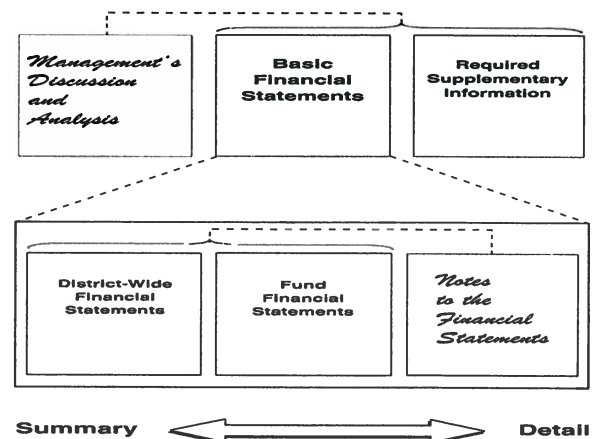 Management's
Discussion
and
Analysis
Basic
Financial
Statements
Required
Supplementary
Information
District-Wide
Financial
Statements
Fund
Financial
Statements
Notes
to the
Financial
Statements
Summary
Detail